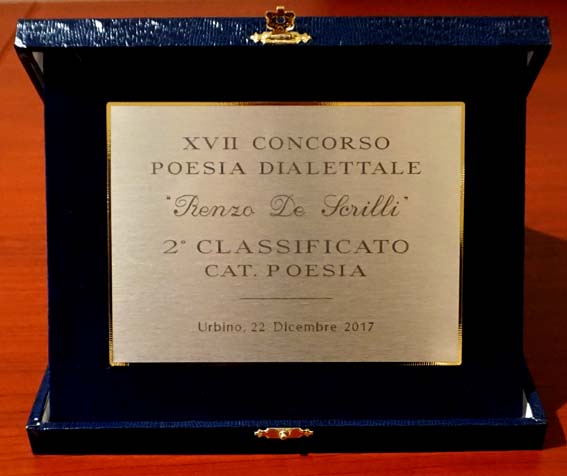 XVII CONCORSO
POESIA DIALETTALE
"Renzo De Scrilli"
2° CLASSIFICATO
CAT. POESIA
Urbino, 22 Dicembre 2017